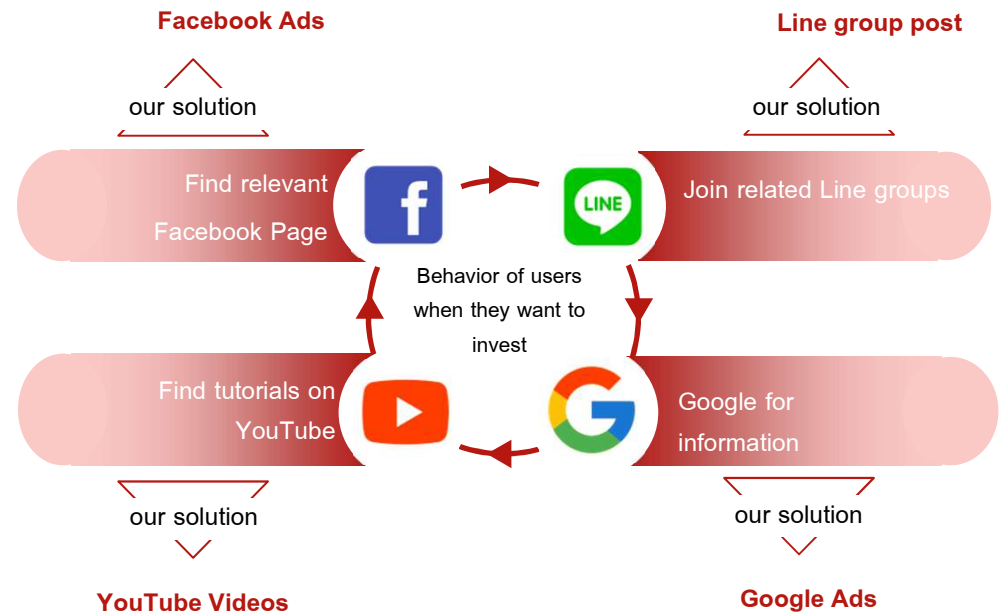 Facebook Ads
Line group post
our solution
our solution
Find relevant
Facebook Page
f
LINE
Join related Line groups
Behavior of users
when they want to
invest
Find tutorials on
YouTube
G
Google for
information
our solution
our solution
YouTube Videos
Google Ads